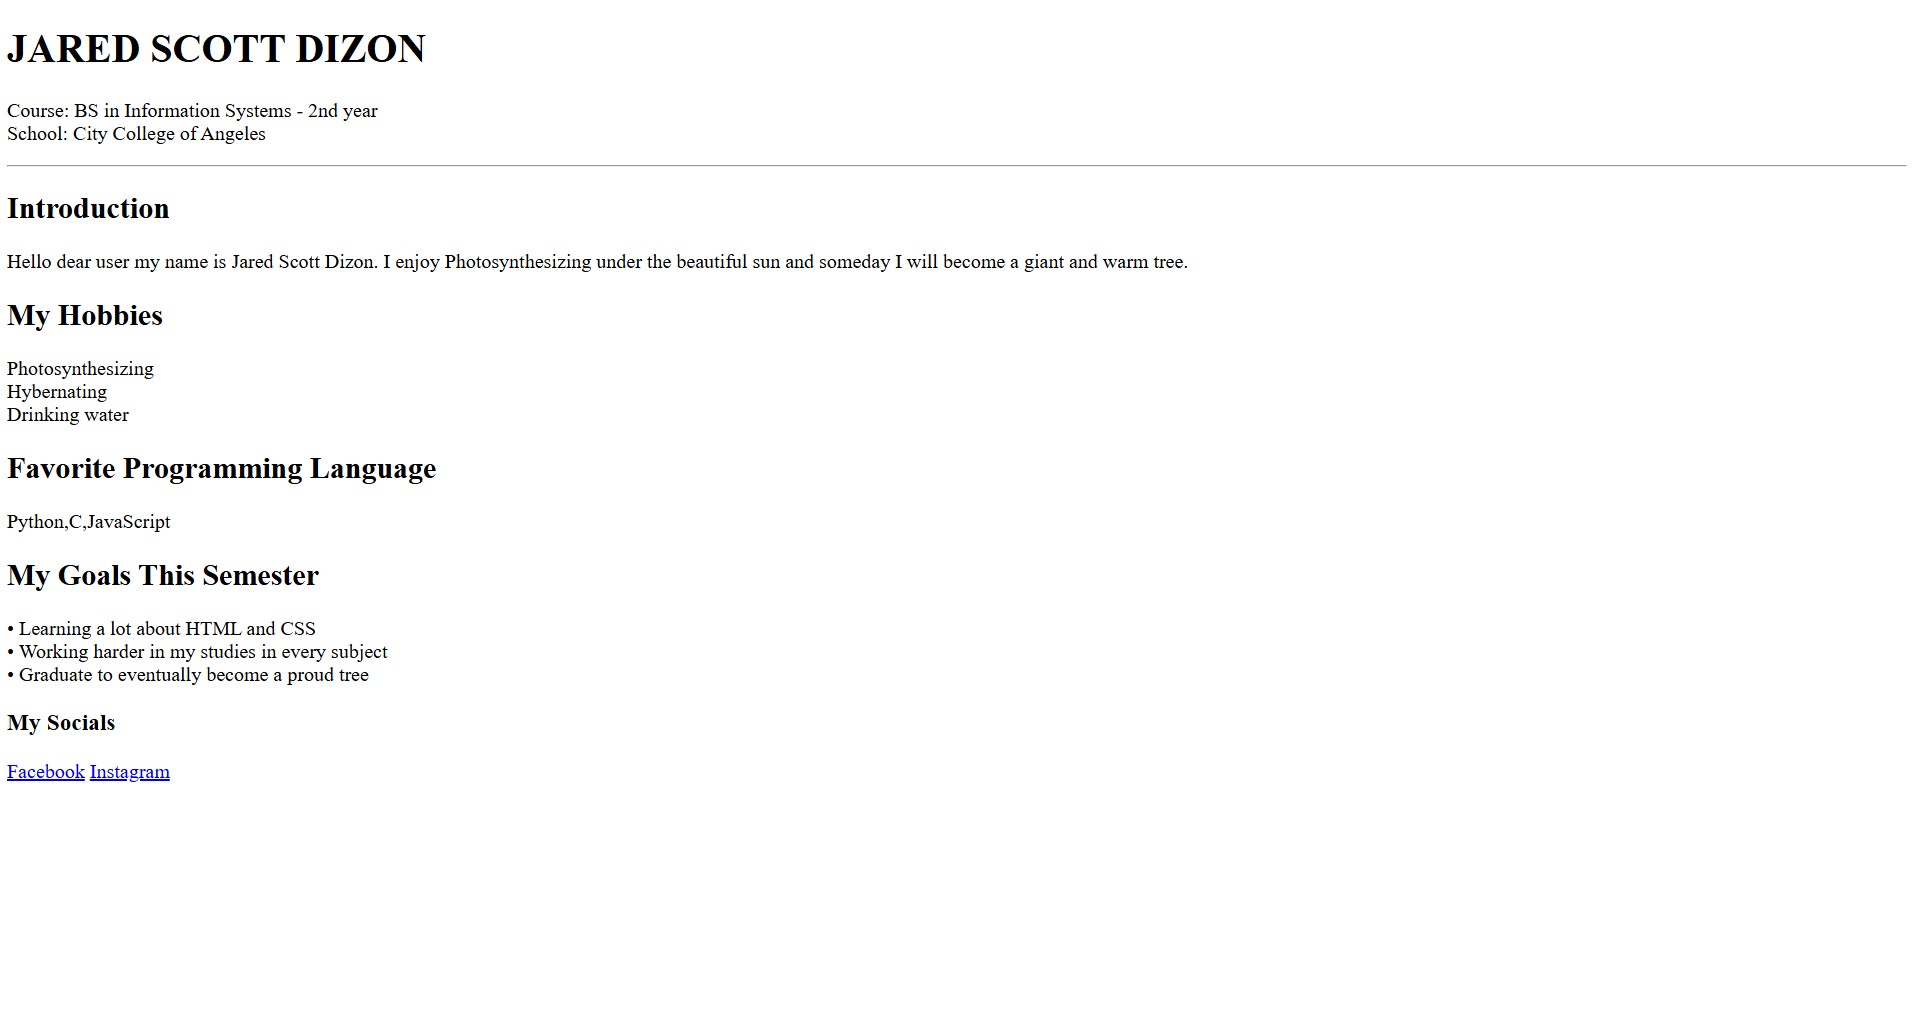 JARED SCOTT DIZON
Course: BS in Information Systems - 2nd year
School: City College of Angeles
Introduction
Hello dear user my name is Jared Scott Dizon. I enjoy Photosynthesizing under the beautiful sun and someday I will become a giant and warm tree.
My Hobbies
Photosynthesizing
Hybernating
Drinking water
Favorite Programming Language
Python,C,JavaScript
My Goals This Semester
• Learning a lot about HTML and CSS
• Working harder in my studies in every subject
• Graduate to eventually become a proud tree
My Socials
Facebook Instagram